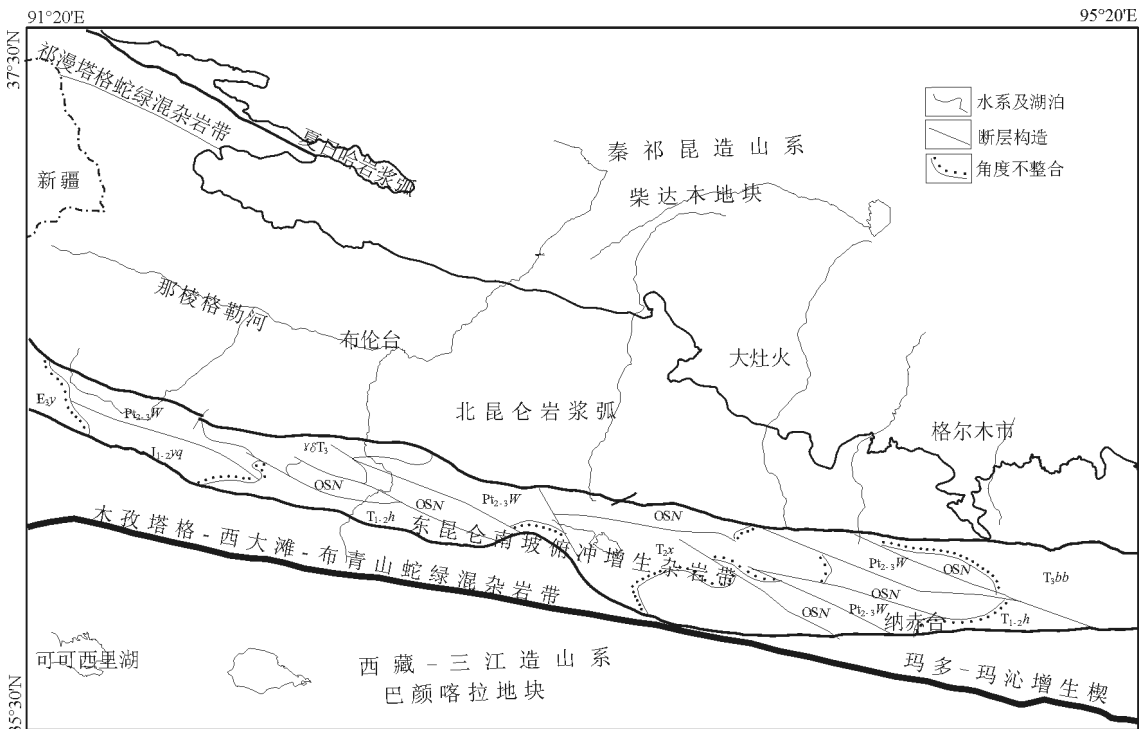 91°20'E
95°20'E
37°30'N
祁漫塔格蛇绿混杂岩带
夏日哈岩浆弧
新疆
秦祁昆造山系
柴达木地块
水系及湖泊
断层构造
角度不整合
那棱格勒河
布伦台
大灶火
北昆仑岩浆弧
格尔木市
E₃y
Pt₂₋₃W
J₁₋₂yq
γδT₃
OSN
OSN
Pt₂₋₃W
OSN
T₁₋₂h
东昆仑南坡俯冲增生杂岩带
T₂x
Pt₂₋₃W
OSN
T₃bb
OSN
OSN
Pt₂₋₃W
纳赤台
T₁₋₂h
木孜塔格-西大滩-布青山蛇绿混杂岩带
可可西里湖
西藏-三江造山系
巴颜喀拉地块
玛多-玛沁增生楔
35°30'N